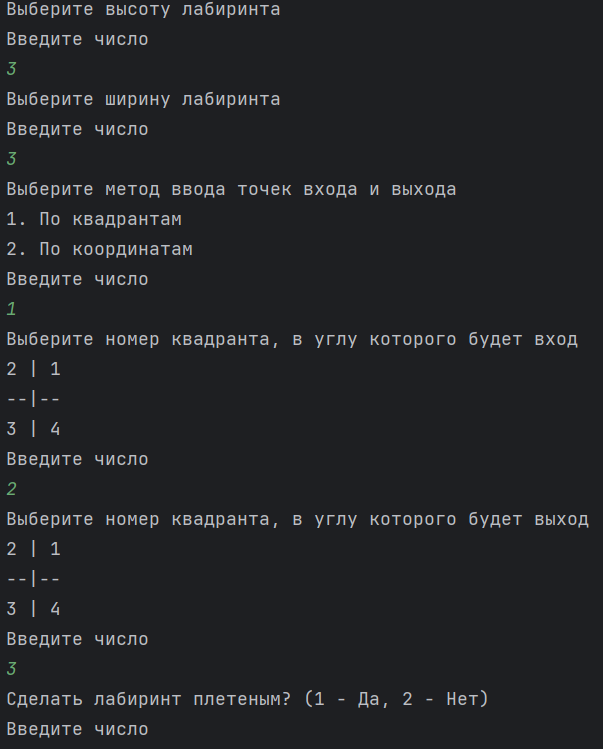 Выберите высоту лабиринта
Введите число
3
Выберите ширину лабиринта
Введите число
3
Выберите метод ввода точек входа и выхода
1. По квадрантам
2. По координатам
Введите число
1
Выберите номер квадранта, в углу которого будет вход
2 | 1
--|--
3 | 4
Введите число
2
Выберите номер квадранта, в углу которого будет выход
2 | 1
--|--
3 | 4
Введите число
3
Сделать лабиринт плетеным? (1 - Да, 2 - Нет)
Введите число